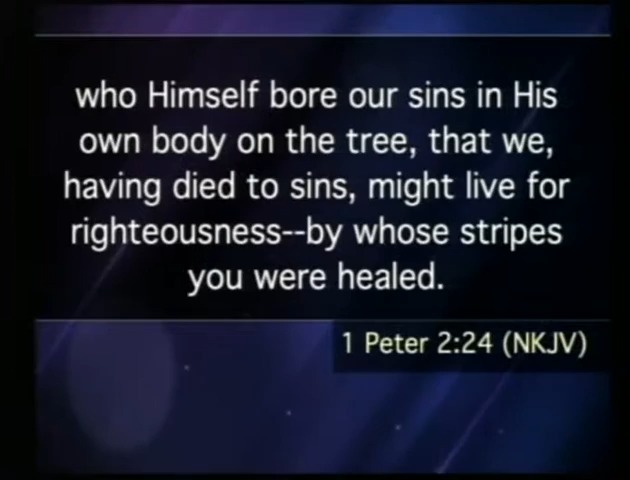 who Himself bore our sins in His
own body on the tree, that we,
having died to sins, might live for
righteousness--by whose stripes
you were healed.
1 Peter 2:24 (NKJV)